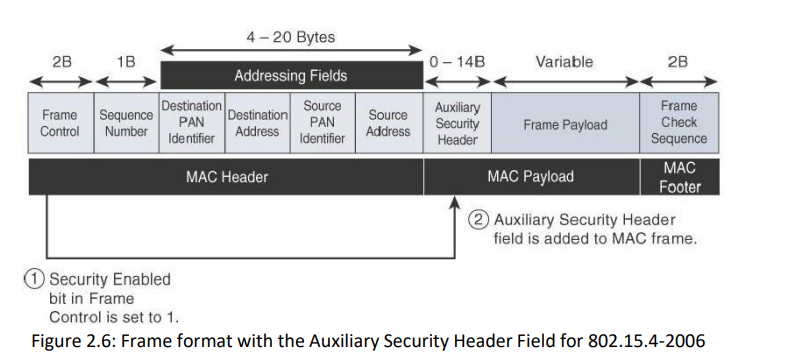 4 – 20 Bytes
2B 1B 0 – 14B Variable 2B
Addressing Fields
Frame
Control
Sequence
Number
Destination
PAN
Identifier
Destination
Address
Source
PAN
Identifier
Source
Address
Auxiliary
Security
Header
Frame Payload
Frame
Check
Sequence
MAC Header
MAC Payload
MAC
Footer
2 Auxiliary Security Header
field is added to MAC frame.
1 Security Enabled
bit in Frame
Control is set to 1.
Figure 2.6: Frame format with the Auxiliary Security Header Field for 802.15.4-2006